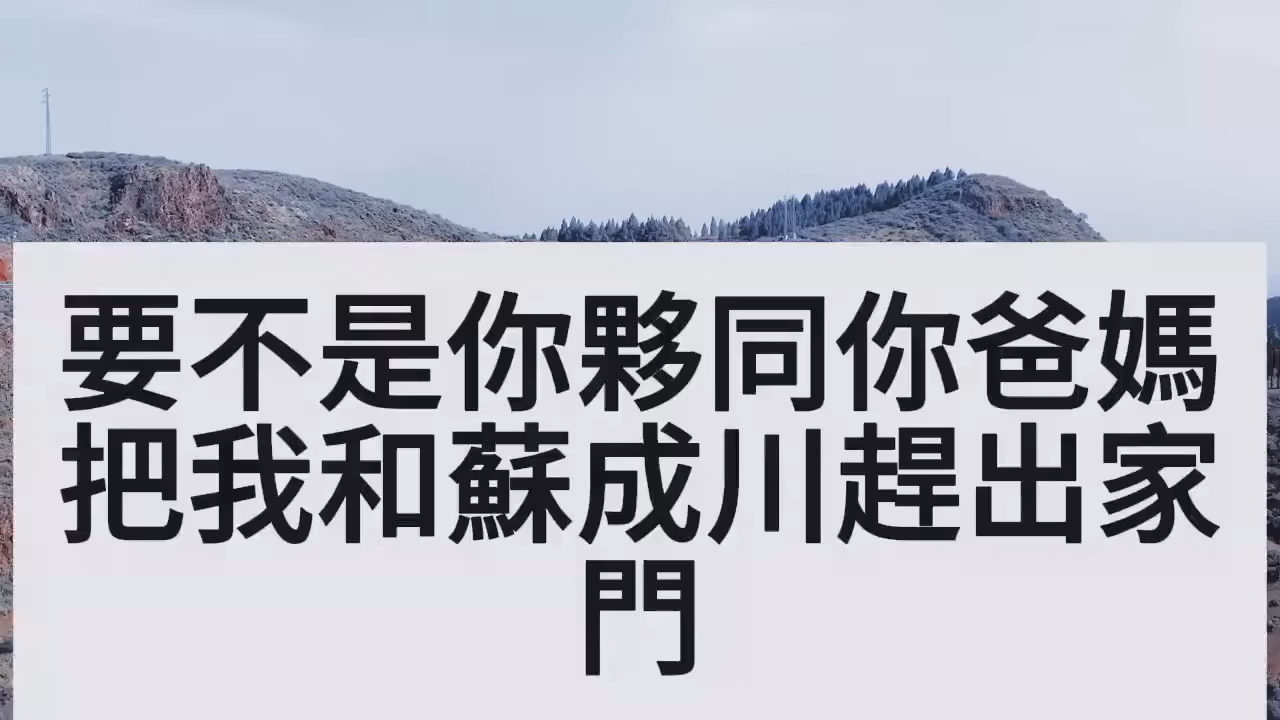 要不是你夥同你爸媽
把我和蘇成川趕出家
門